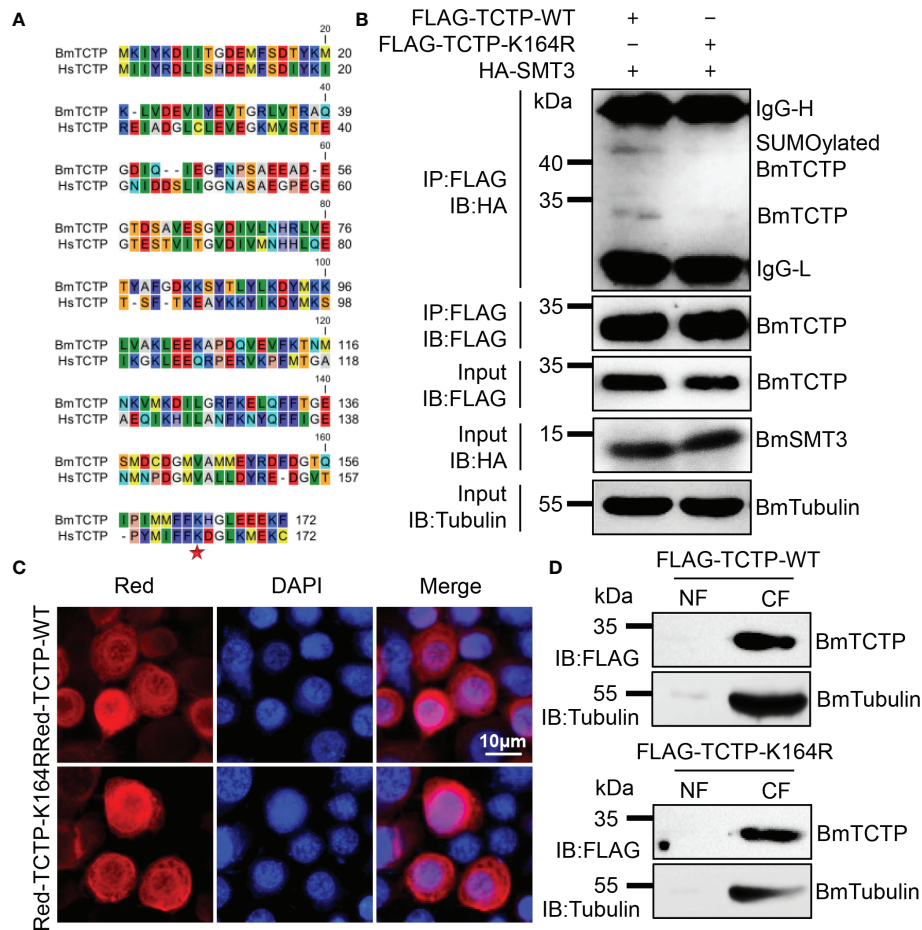 A
20
BmTCTP MKIYKDIITGDEMFSDTYKM 20
HsTCTP MIIYRDLISHDEMFSDIYKI 20
40
BmTCTP K-LVDEVIYEVTGRLVTRAQ 39
HsTCTP REIADGLCLEVEGKMVSRTE 40
60
BmTCTP GDIQ--IEGFNPSAEEAD-E 56
HsTCTP GNIDDSLIGGNASAEGPEGE 60
80
BmTCTP GTDSAVESGVDIVLNHRLVE 76
HsTCTP GTESTVITGVDIVMNHHLQE 80
100
BmTCTP TYAFGDKKSYTLYLKDYMKK 96
HsTCTP T-SF-TKEAYKKYIKDYMKS 98
120
BmTCTP LVAKLEEKAPDQVEVFKTNM 116
HsTCTP IKGKLEEQRPERVKPFMTGA 118
140
BmTCTP NKVMKDILGRFKELQFFTGE 136
HsTCTP AEQIKHILANFKNYQFFIGE 138
160
BmTCTP SMDCDGMVAMMEYRDFDGTQ 156
HsTCTP NMNPDGMVALLDYRE-DGVT 157
BmTCTP IPIMMFFKHGLEEEKF 172
HsTCTP -PYMIFFKDGLKMEKC 172
B
FLAG-TCTP-WT + –
FLAG-TCTP-K164R – +
HA-SMT3 + +
kDa
IP:FLAG
IB:HA
40
35
IgG-H
SUMOylated
BmTCTP
BmTCTP
IgG-L
IP:FLAG
IB:FLAG
35
BmTCTP
Input
IB:FLAG
35
BmTCTP
Input
IB:HA
15
BmSMT3
Input
IB:Tubulin
55
BmTubulin
C
Red DAPI Merge
Red-TCTP-WT
10μm
Red-TCTP-K164R
D
FLAG-TCTP-WT
kDa NF CF
35
IB:FLAG
BmTCTP
55
IB:Tubulin
BmTubulin
FLAG-TCTP-K164R
kDa NF CF
35
IB:FLAG
BmTCTP
55
IB:Tubulin
BmTubulin